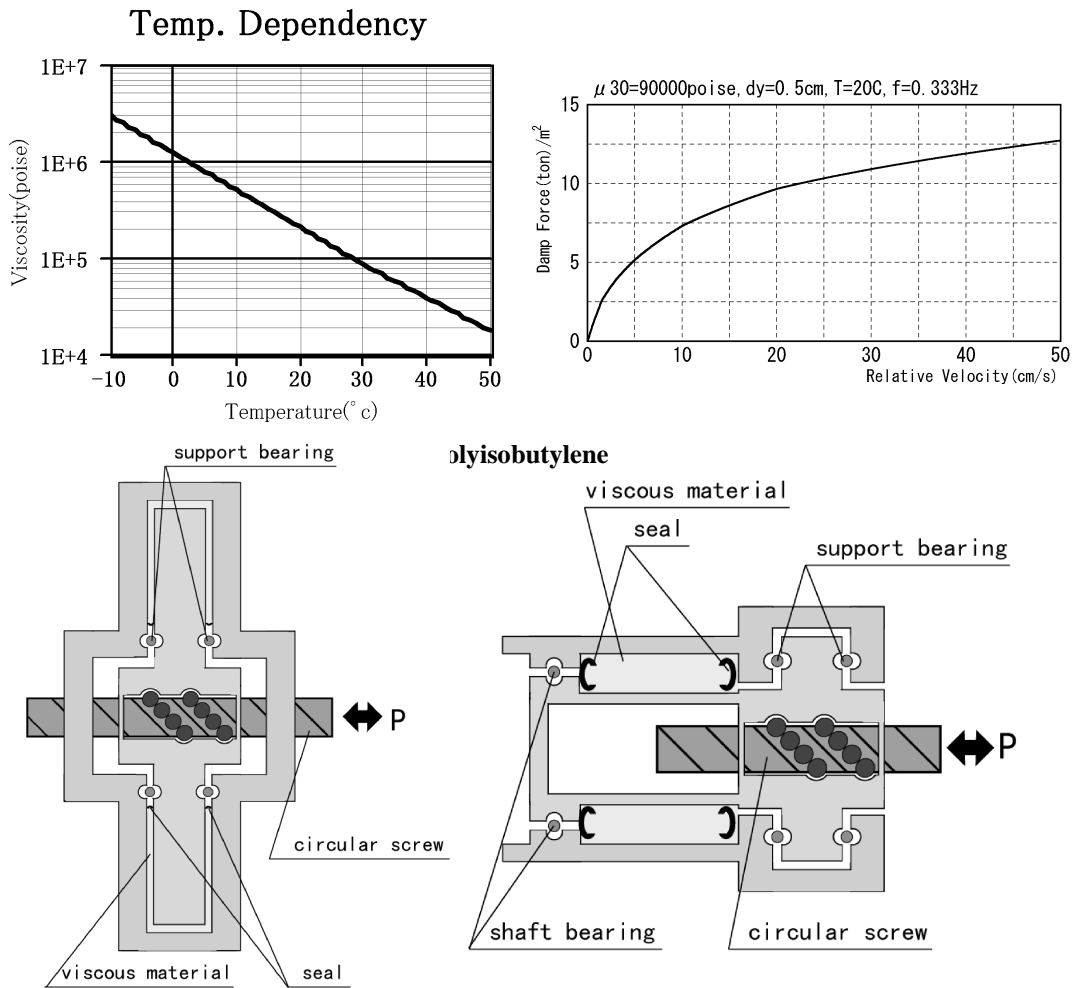 Temp. Dependency
1E+7
1E+6
1E+5
1E+4
Viscosity(poise)
-10 0 10 20 30 40 50
Temperature(°c)
μ30=90000poise, dy=0.5cm, T=20C, f=0.333Hz
15
10
5
0
Damp Force(ton)/m²
0 10 20 30 40 50
Relative Velocity(cm/s)
support bearing
P
circular screw
viscous material
seal
olyisobutylene
viscous material
seal
support bearing
P
shaft bearing
circular screw